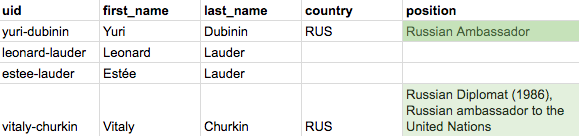 uid first_name last_name country position
yuri-dubinin Yuri Dubinin RUS Russian Ambassador
leonard-lauder Leonard Lauder
estee-lauder Estée Lauder
Russian Diplomat (1986),
Russian ambassador to the
vitaly-churkin Vitaly Churkin RUS United Nations